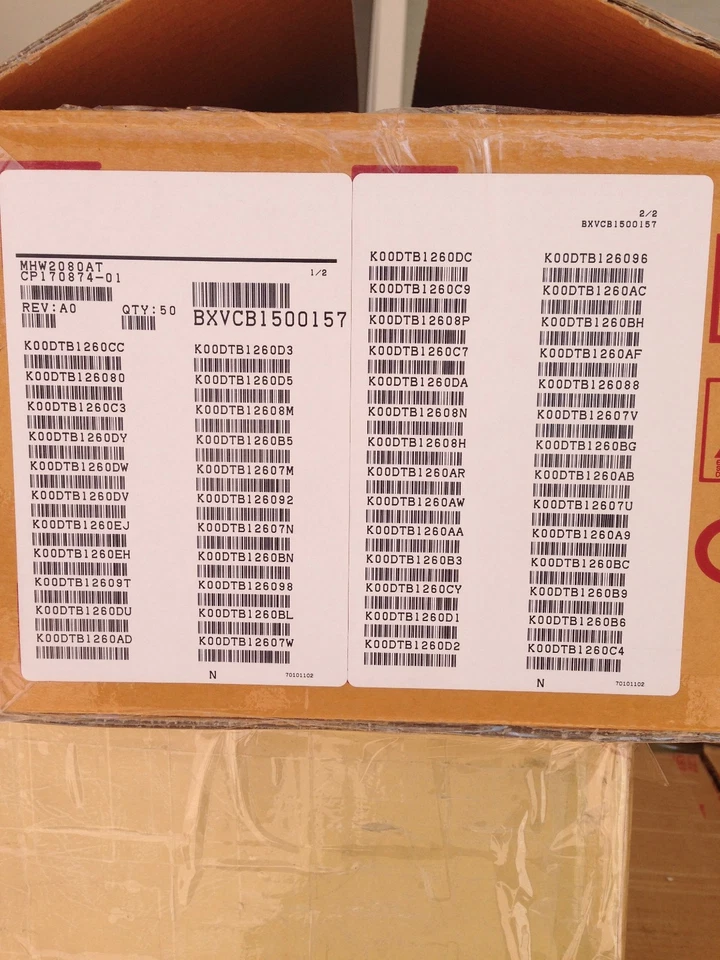 MHW2080AT
CP170874-01
1/2
REV:A0
QTY:50
BXVCB1500157
K00DTB1260CC
K00DTB126080
K00DTB1260C3
K00DTB1260DY
K00DTB1260DW
K00DTB1260DV
K00DTB1260EJ
K00DTB1260EH
K00DTB12609T
K00DTB1260DU
K00DTB1260AD
K00DTB1260D3
K00DTB1260D5
K00DTB12608M
K00DTB1260B5
K00DTB12607M
K00DTB126092
K00DTB12607N
K00DTB1260BN
K00DTB126098
K00DTB1260BL
K00DTB12607W
N
70101102
2/2
BXVCB1500157
K00DTB1260DC
K00DTB1260C9
K00DTB12608P
K00DTB1260C7
K00DTB1260DA
K00DTB12608N
K00DTB12608H
K00DTB1260AR
K00DTB1260AW
K00DTB1260AA
K00DTB1260B3
K00DTB1260CY
K00DTB1260D1
K00DTB1260D2
K00DTB126096
K00DTB1260AC
K00DTB1260BH
K00DTB1260AF
K00DTB126088
K00DTB12607V
K00DTB1260BG
K00DTB1260AB
K00DTB12607U
K00DTB1260A9
K00DTB1260BC
K00DTB1260B9
K00DTB1260B6
K00DTB1260C4
N
70101102